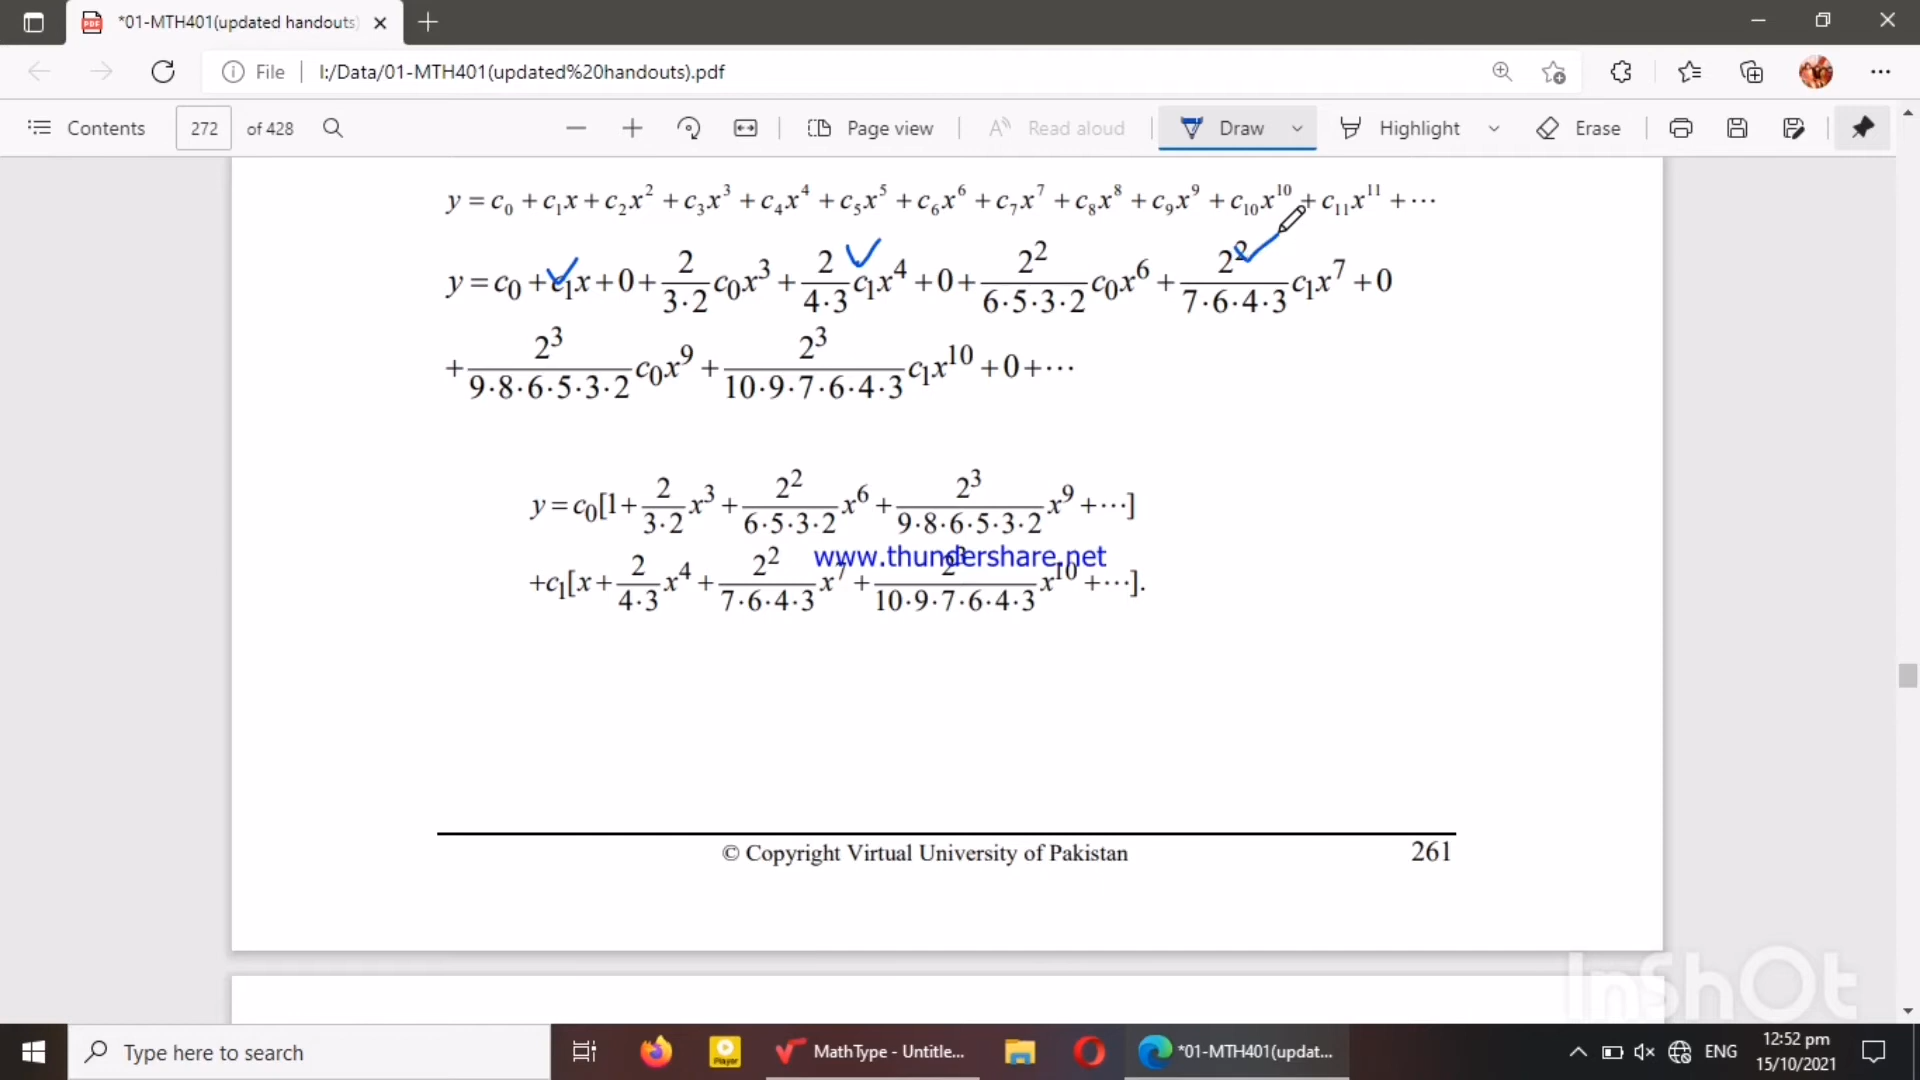 *01-MTH401(updated handouts)
File I:/Data/01-MTH401(updated%20handouts).pdf
Contents 272 of 428 Page view Read aloud Draw Highlight Erase
y = c₀ + c₁x + c₂x² + c₃x³ + c₄x⁴ + c₅x⁵ + c₆x⁶ + c₇x⁷ + c₈x⁸ + c₉x⁹ + c₁₀x¹⁰ + c₁₁x¹¹ + ⋯
y = c₀ + c₁x + 0 + 2/(3·2) c₀x³ + 2/(4·3) c₁x⁴ + 0 + 2²/(6·5·3·2) c₀x⁶ + 2²/(7·6·4·3) c₁x⁷ + 0
+ 2³/(9·8·6·5·3·2) c₀x⁹ + 2³/(10·9·7·6·4·3) c₁x¹⁰ + 0 + ⋯
y = c₀[1 + 2/(3·2) x³ + 2²/(6·5·3·2) x⁶ + 2³/(9·8·6·5·3·2) x⁹ + ⋯]
www.thundershare.net
+c₁[x + 2/(4·3) x⁴ + 2²/(7·6·4·3) x⁷ + 2³/(10·9·7·6·4·3) x¹⁰ + ⋯].
© Copyright Virtual University of Pakistan 261
InShOt
Type here to search Player MathType - Untitle... *01-MTH401(updat... ENG 12:52 pm
15/10/2021